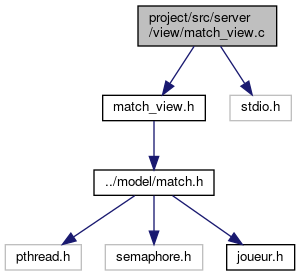 project/src/server
/view/match_view.c
match_view.h
stdio.h
../model/match.h
pthread.h
semaphore.h
joueur.h